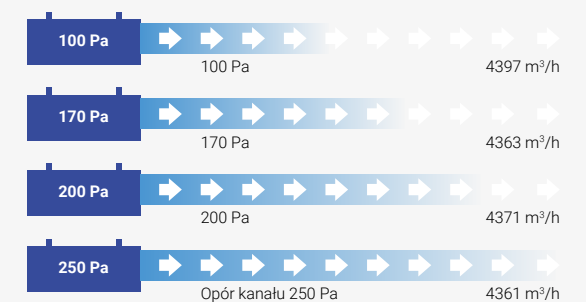 100 Pa
100 Pa 4397 m³/h
170 Pa
170 Pa 4363 m³/h
200 Pa
200 Pa 4371 m³/h
250 Pa
Opór kanału 250 Pa 4361 m³/h